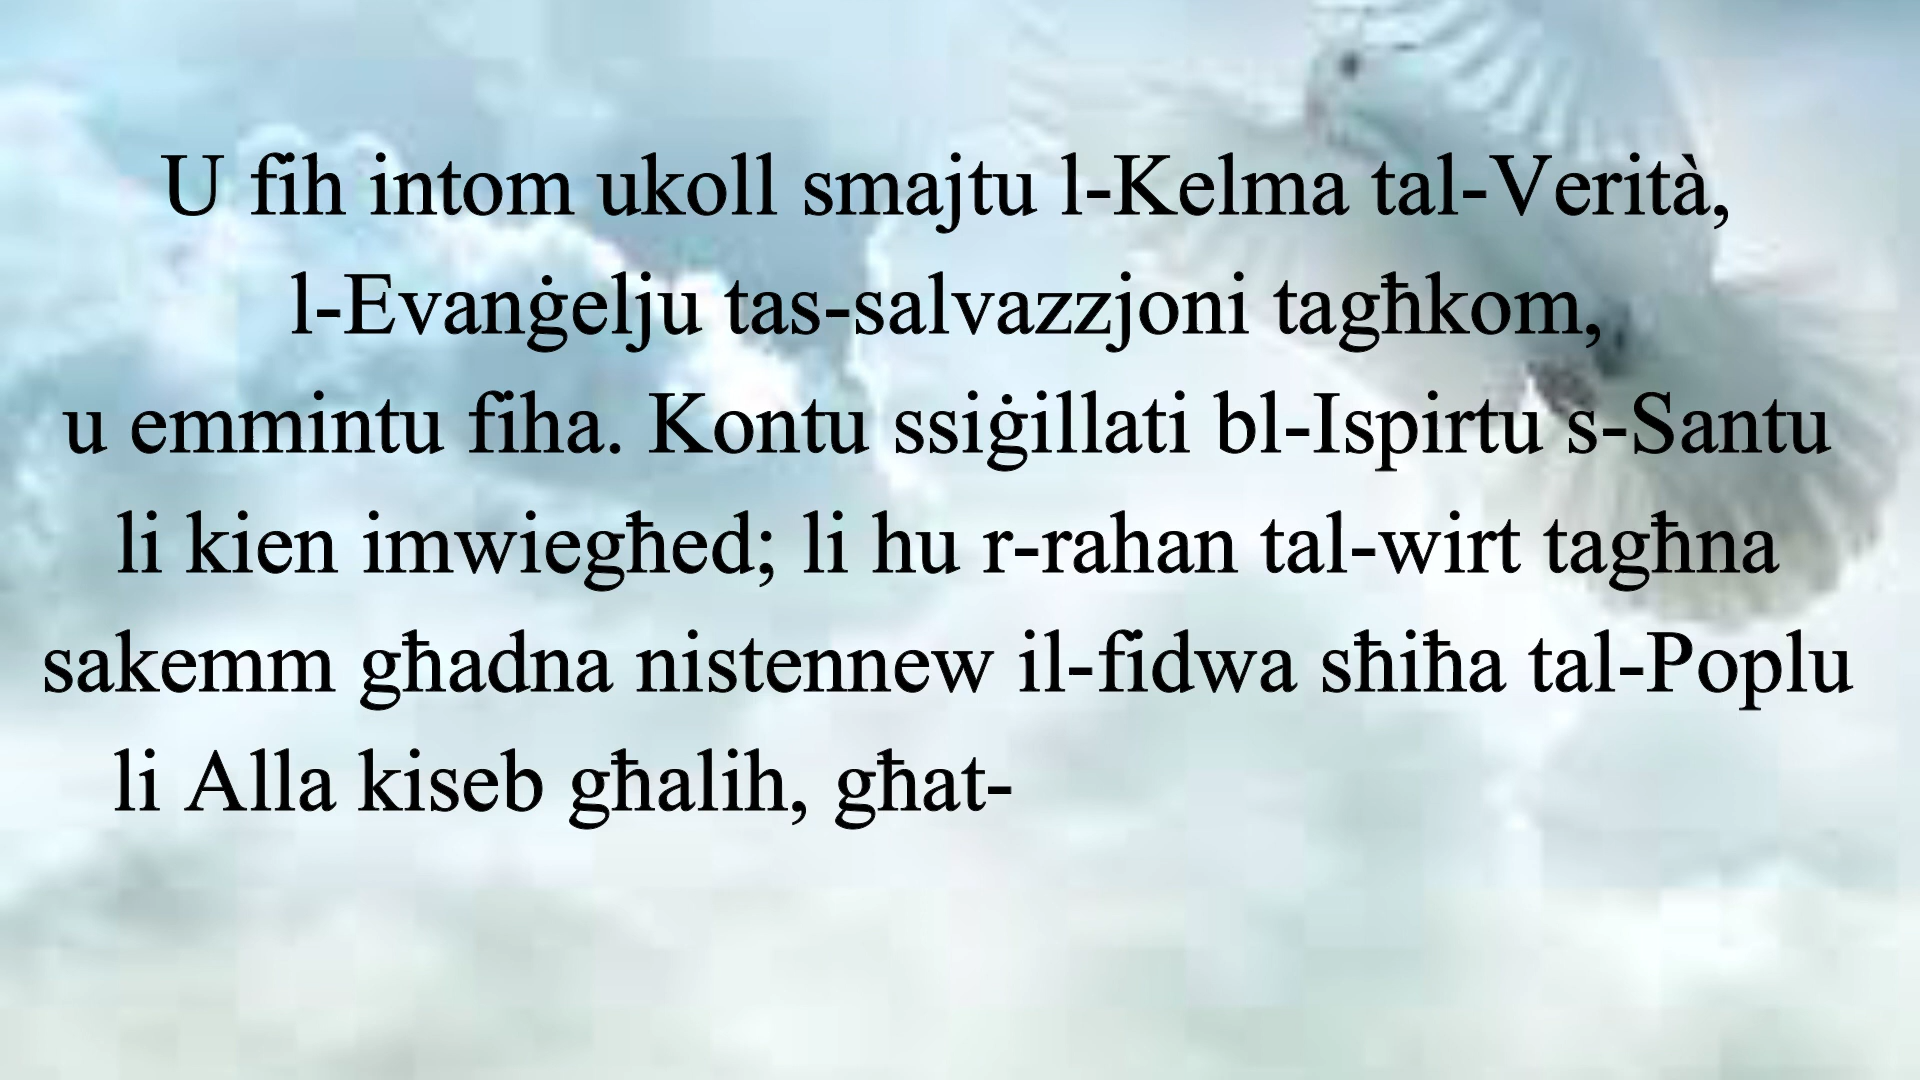 U fih intom ukoll smajtu l-Kelma tal-Verità,
l-Evanġelju tas-salvazzjoni tagħkom,
u emmintu fiha. Kontu ssiġillati bl-Ispirtu s-Santu
li kien imwiegħed; li hu r-rahan tal-wirt tagħna
sakemm għadna nistennew il-fidwa sħiħa tal-Poplu
li Alla kiseb għalih, għat-